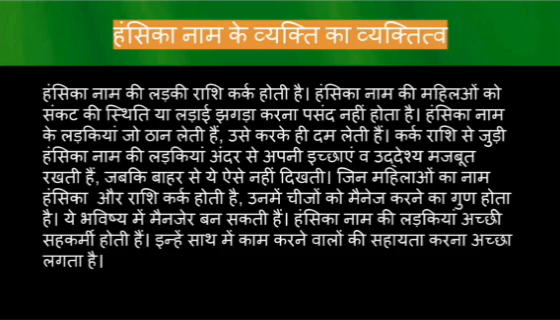 हंसिका नाम के व्यक्ति का व्यक्तित्व
हंसिका नाम की लड़की राशि कर्क होती है। हंसिका नाम की महिलओं को
संकट की स्थिति या लड़ाई झगड़ा करना पसंद नहीं होता है। हंसिका नाम
के लड़कियां जो ठान लेती हैं, उसे करके ही दम लेती हैं। कर्क राशि से जुड़ी
हंसिका नाम की लड़कियां अंदर से अपनी इच्छाएं व उद्देश्य मजबूत
रखती हैं, जबकि बाहर से ये ऐसे नहीं दिखती। जिन महिलाओं का नाम
हंसिका और राशि कर्क होती है, उनमें चीजों को मैनेज करने का गुण होता
है। ये भविष्य में मैनजेर बन सकती हैं। हंसिका नाम की लड़कियां अच्छी
सहकर्मी होती हैं। इन्हें साथ में काम करने वालों की सहायता करना अच्छा
लगता है।